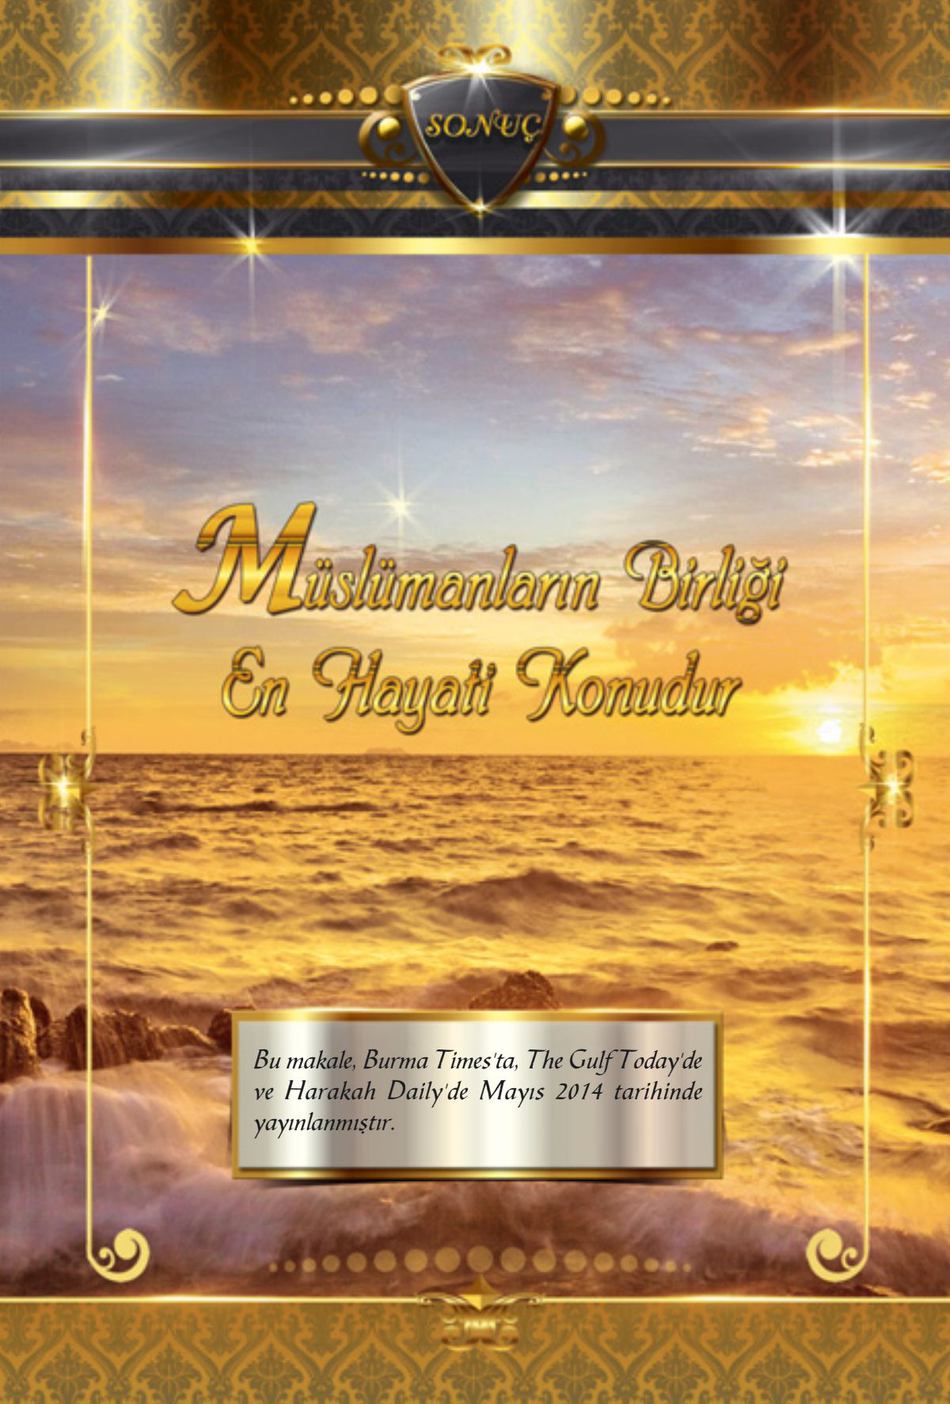 SONUÇ
Müslümanların Birliği
En Hayati Konudur
Bu makale, Burma Times'ta, The Gulf Today'de
ve Harakah Daily'de Mayıs 2014 tarihinde
yayınlanmıştır.